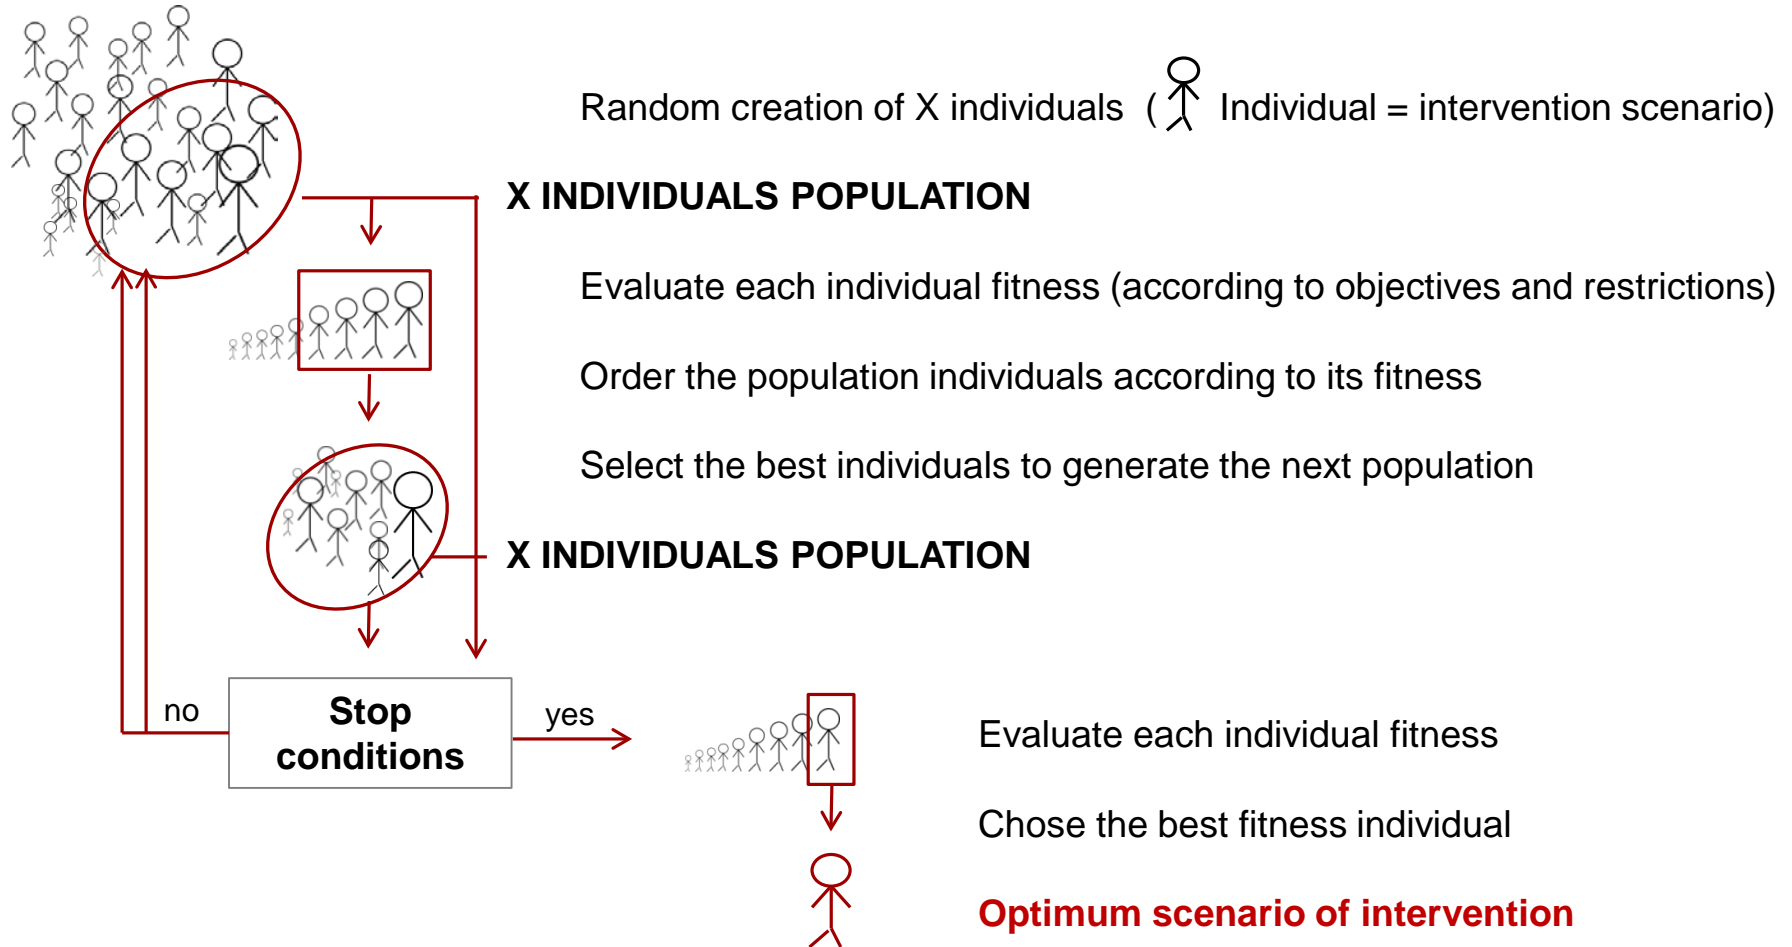 Random creation of X individuals ( Individual = intervention scenario)
X INDIVIDUALS POPULATION
Evaluate each individual fitness (according to objectives and restrictions)
Order the population individuals according to its fitness
Select the best individuals to generate the next population
X INDIVIDUALS POPULATION
no
Stop
conditions
yes
Evaluate each individual fitness
Chose the best fitness individual
Optimum scenario of intervention